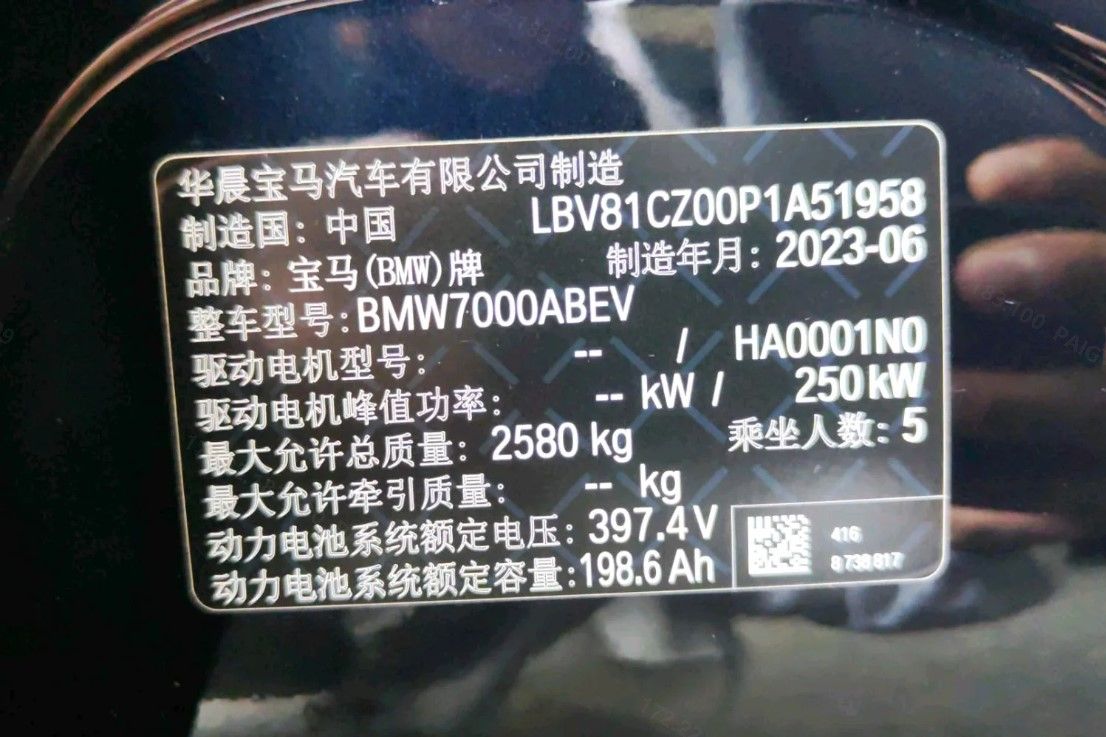 华晨宝马汽车有限公司制造
制造国：中国 LBV81CZ00P1A51958
品牌：宝马(BMW)牌 制造年月：2023-06
整车型号：BMW7000ABEV
驱动电机型号： -- / HA0001N0
驱动电机峰值功率： -- kW / 250 kW
最大允许总质量：2580 kg 乘坐人数：5
最大允许牵引质量： -- kg
动力电池系统额定电压：397.4 V
动力电池系统额定容量：198.6 Ah
416
8 738 817